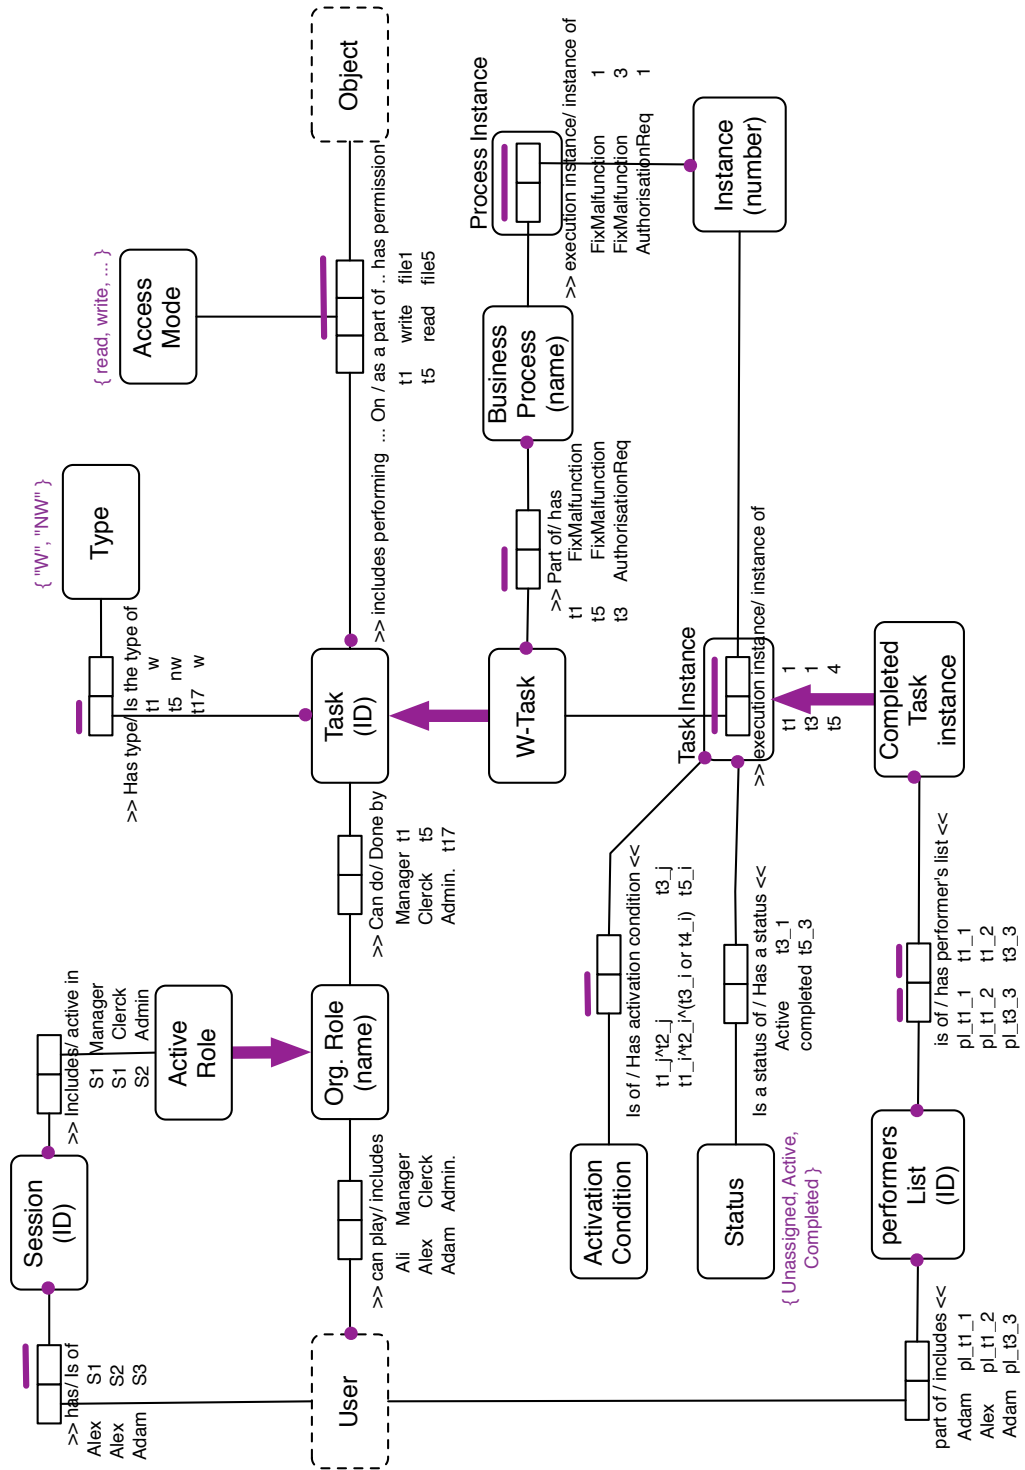 >> has/ Is of
Alex S1
Alex S2
Adam S3
Session
(ID)
>> Includes/ active in
S1 Manager
S1 Clerck
S2 Admin
Active
Role
{ "W", "NW" }
Type
>> Has type/ Is the type of
t1 w
t5 nw
t17 w
{ read, write, ... }
Access
Mode
User
>> can play/ includes
Ali Manager
Alex Clerck
Adam Admin.
Org. Role
(name)
>> Can do/ Done by
Manager t1
Clerck t5
Admin. t17
Task
(ID)
>> includes performing ... On / as a part of .. has permission
t1 write file1
t5 read file5
Object
W-Task
>> Part of/ has
t1 FixMalfunction
t5 FixMalfunction
t3 AuthorisationReq
Business
Process
(name)
Process Instance
>> execution instance/ instance of
FixMalfunction 1
FixMalfunction 3
AuthorisationReq 1
Activation
Condition
Is of / Has activation condition <<
t1_j^t2_j t3_j
t1_i^t2_i^(t3_i or t4_i) t5_i
Status
{ Unassigned, Active,
Completed }
Is a status of / Has a status <<
Active t3_1
completed t5_3
Task Instance
>> execution instance/ instance of
t1 1
t3 1
t5 4
Instance
(number)
part of / includes <<
Adam pl_t1_1
Alex pl_t1_2
Adam pl_t3_3
performers
List
(ID)
is of / has performer's list <<
pl_t1_1 t1_1
pl_t1_2 t1_2
pl_t3_3 t3_3
Completed
Task
instance